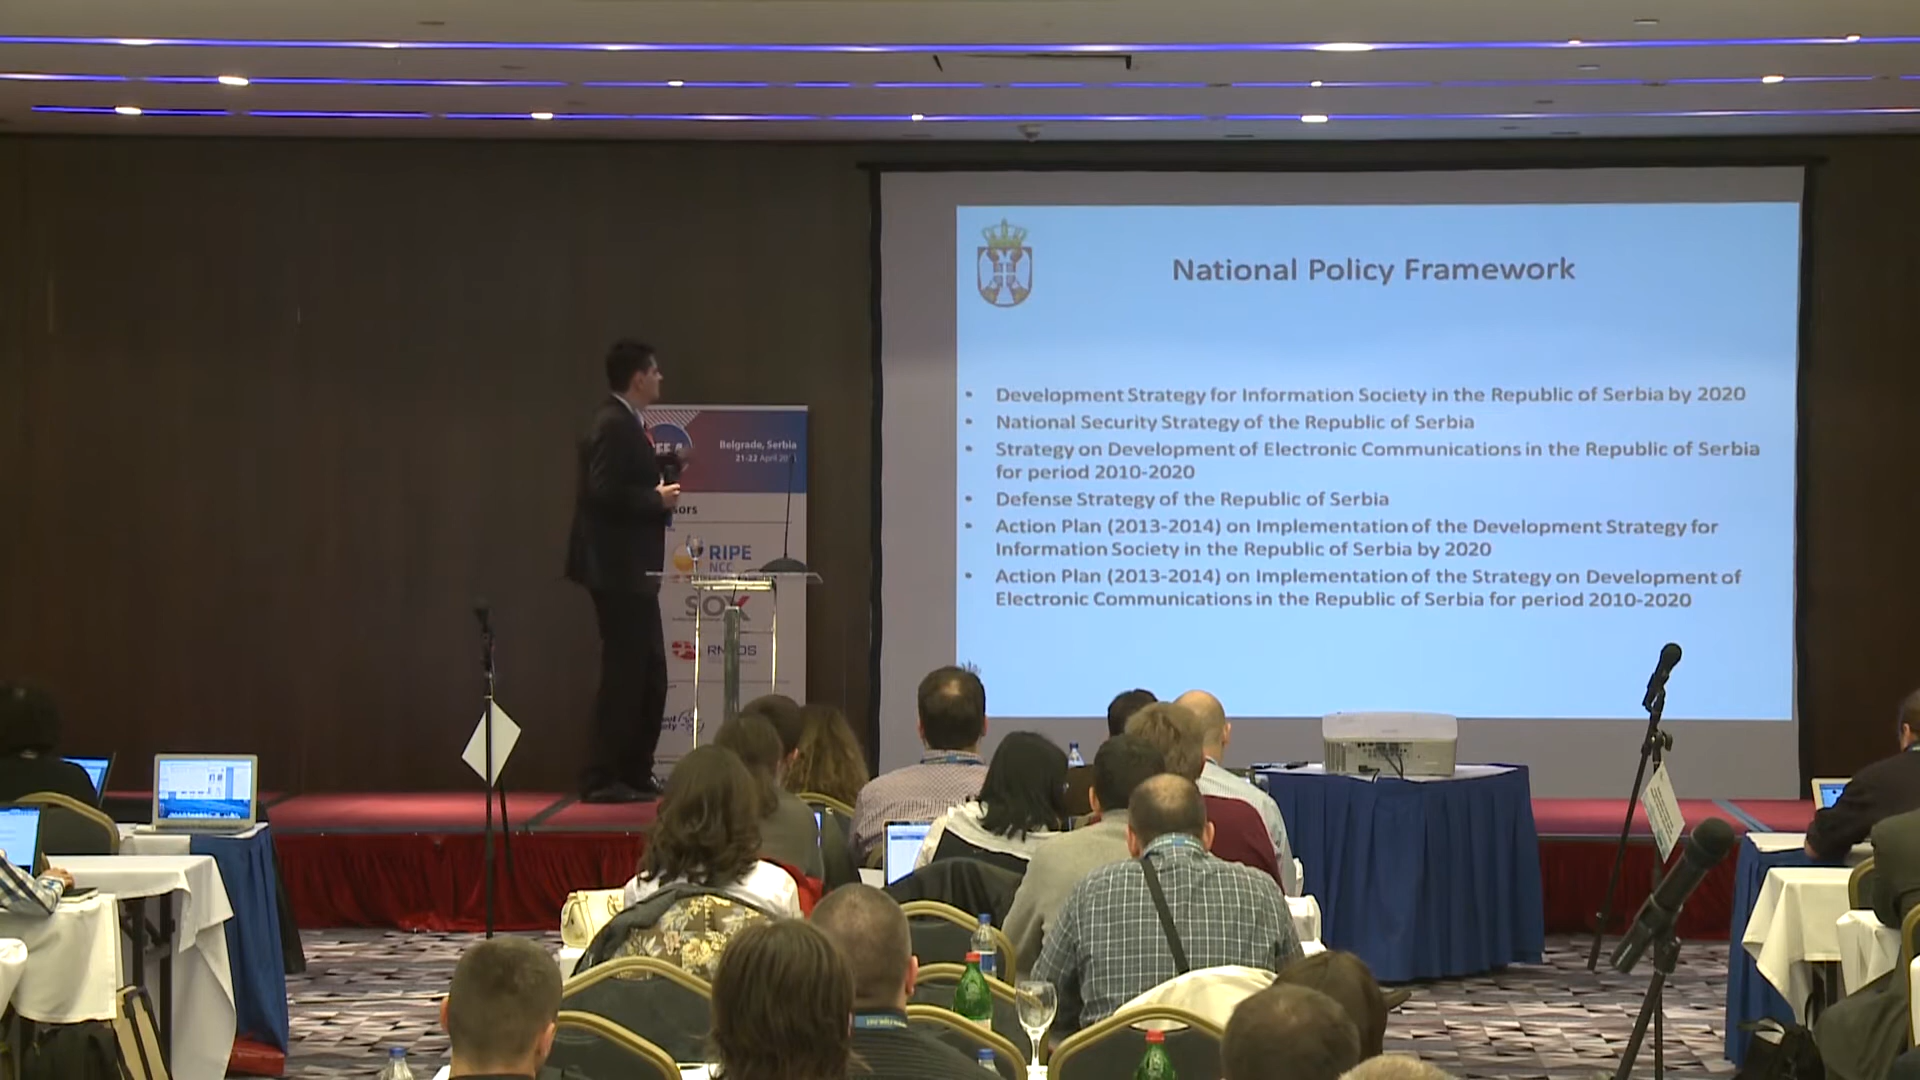 National Policy Framework
• Development Strategy for Information Society in the Republic of Serbia by 2020
• National Security Strategy of the Republic of Serbia
• Strategy on Development of Electronic Communications in the Republic of Serbia
for period 2010-2020
• Defense Strategy of the Republic of Serbia
• Action Plan (2013-2014) on Implementation of the Development Strategy for
Information Society in the Republic of Serbia by 2020
• Action Plan (2013-2014) on Implementation of the Strategy on Development of
Electronic Communications in the Republic of Serbia for period 2010-2020
Belgrade, Serbia
21-22 April
RIPE
NCC
SOX